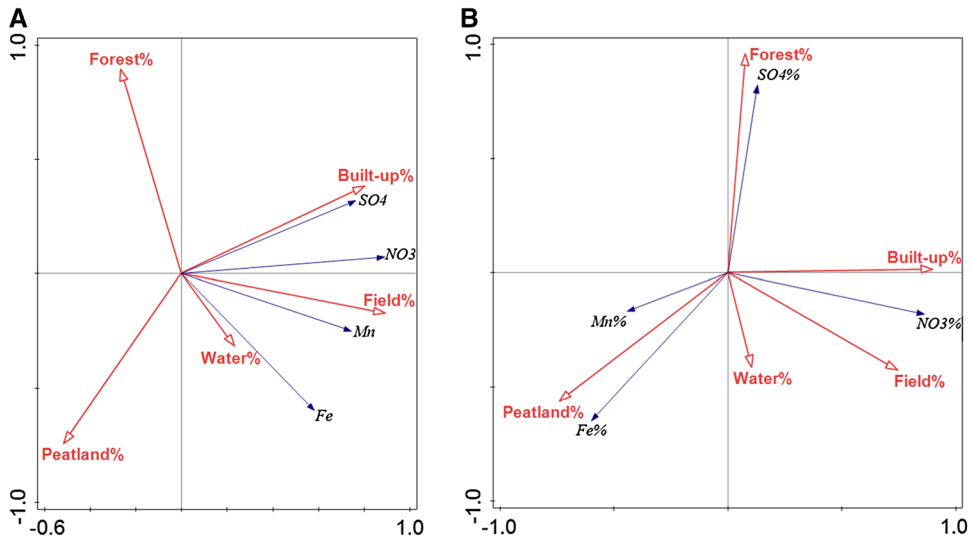 A
1.0
Forest%
Built-up%
SO4
NO3
Field%
Mn
Water%
Fe
Peatland%
-1.0
-0.6
1.0
B
1.0
Forest%
SO4%
Built-up%
Mn%
NO3%
Water%
Field%
Peatland%
Fe%
-1.0
-1.0
1.0